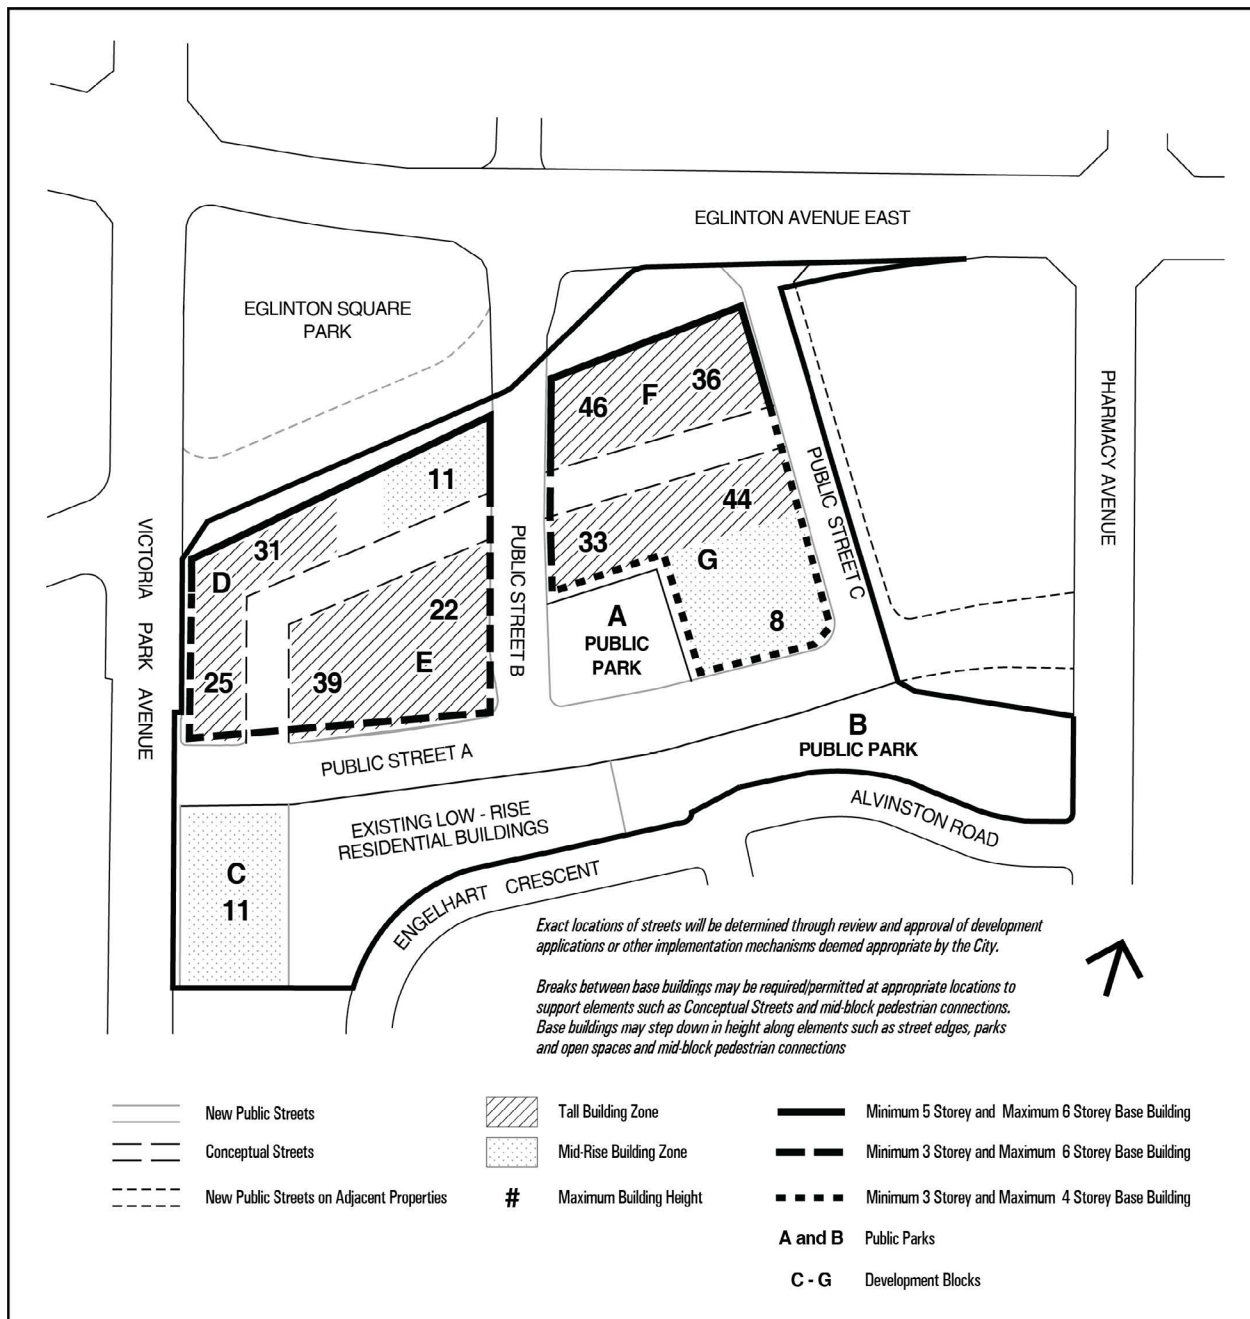 EGLINTON AVENUE EAST
EGLINTON SQUARE
PARK
46
F
36
11
44
33
G
31
D
22
E
25
39
A
PUBLIC
PARK
8
PUBLIC STREET B
PUBLIC STREET C
PHARMACY AVENUE
VICTORIA PARK AVENUE
PUBLIC STREET A
B
PUBLIC PARK
EXISTING LOW - RISE
RESIDENTIAL BUILDINGS
ALVINSTON ROAD
C
11
ENGELHART CRESCENT
Exact locations of streets will be determined through review and approval of development
applications or other implementation mechanisms deemed appropriate by the City.
Breaks between base buildings may be required/permitted at appropriate locations to
support elements such as Conceptual Streets and mid-block pedestrian connections.
Base buildings may step down in height along elements such as street edges, parks
and open spaces and mid-block pedestrian connections
New Public Streets
Conceptual Streets
New Public Streets on Adjacent Properties
Tall Building Zone
Mid-Rise Building Zone
# Maximum Building Height
Minimum 5 Storey and Maximum 6 Storey Base Building
Minimum 3 Storey and Maximum 6 Storey Base Building
Minimum 3 Storey and Maximum 4 Storey Base Building
A and B Public Parks
C - G Development Blocks